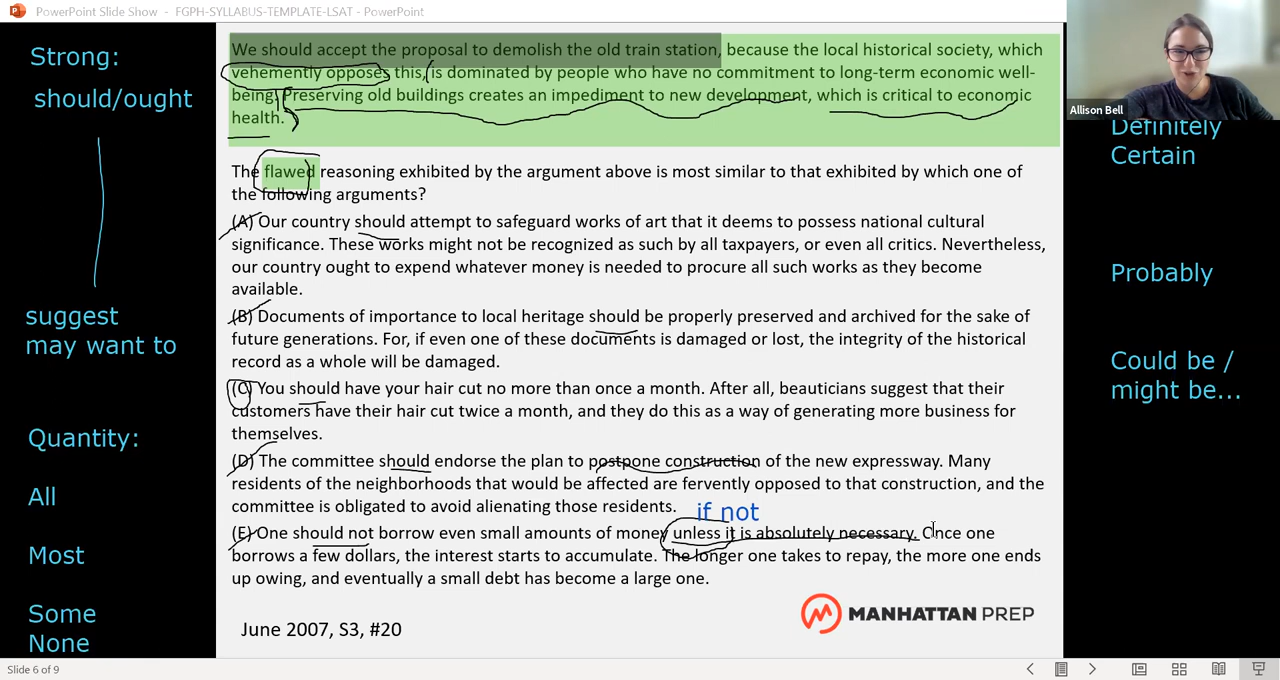 PowerPoint Slide Show - FGPH-SYLLABUS-TEMPLATE-LSAT - PowerPoint
Strong:
should/ought
suggest
may want to
Quantity:
All
Most
Some
None
We should accept the proposal to demolish the old train station, because the local historical society, which
vehemently opposes this, is dominated by people who have no commitment to long-term economic well-
being. Preserving old buildings creates an impediment to new development, which is critical to economic
health.
The flawed reasoning exhibited by the argument above is most similar to that exhibited by which one of
the following arguments?
(A) Our country should attempt to safeguard works of art that it deems to possess national cultural
significance. These works might not be recognized as such by all taxpayers, or even all critics. Nevertheless,
our country ought to expend whatever money is needed to procure all such works as they become
available.
(B) Documents of importance to local heritage should be properly preserved and archived for the sake of
future generations. For, if even one of these documents is damaged or lost, the integrity of the historical
record as a whole will be damaged.
(C) You should have your hair cut no more than once a month. After all, beauticians suggest that their
customers have their hair cut twice a month, and they do this as a way of generating more business for
themselves.
(D) The committee should endorse the plan to postpone construction of the new expressway. Many
residents of the neighborhoods that would be affected are fervently opposed to that construction, and the
committee is obligated to avoid alienating those residents.
if not
(E) One should not borrow even small amounts of money unless it is absolutely necessary. Once one
borrows a few dollars, the interest starts to accumulate. The longer one takes to repay, the more one ends
up owing, and eventually a small debt has become a large one.
MANHATTAN PREP
June 2007, S3, #20
Allison Bell
Definitely
Certain
Probably
Could be /
might be...
Slide 6 of 9